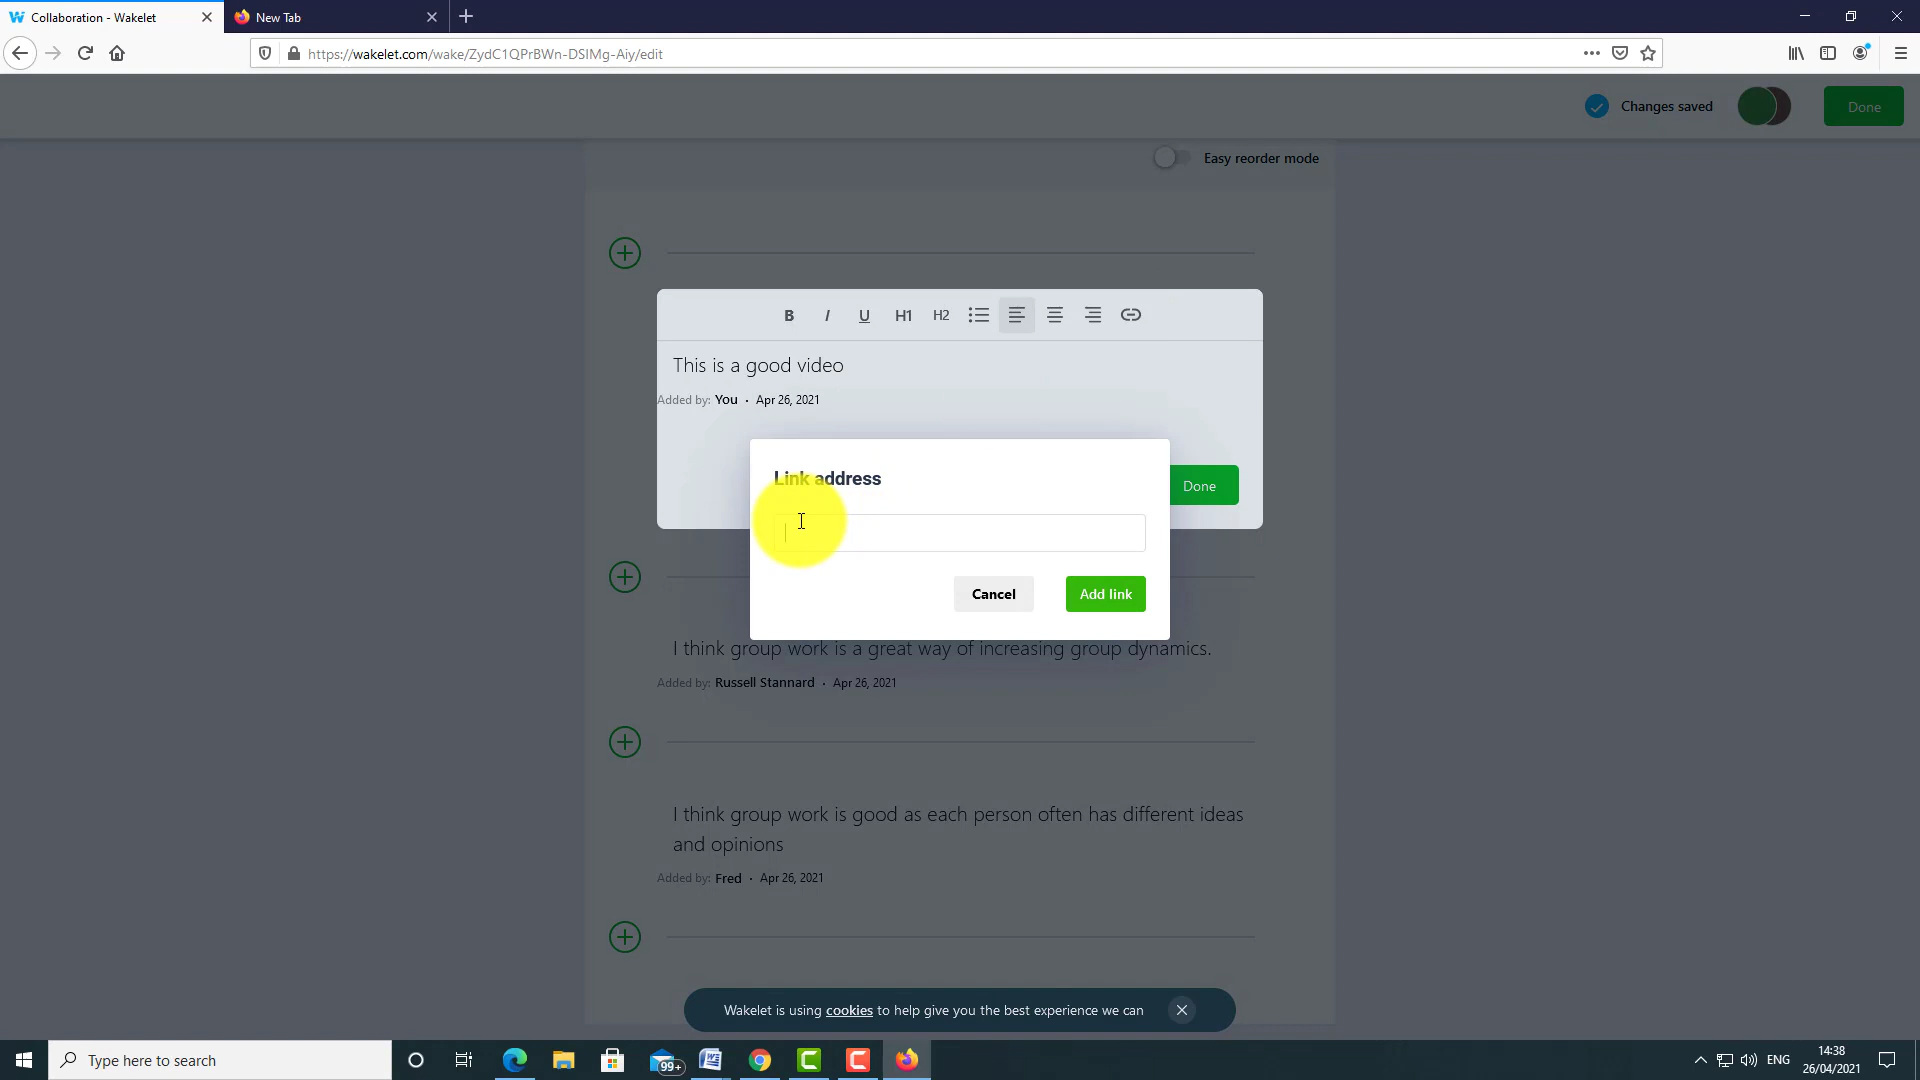 Collaboration - Wakelet
New Tab
https://wakelet.com/wake/ZydC1QPrBWn-DSIMg-Aiy/edit
Changes saved
Done
Easy reorder mode
B I U H1 H2
This is a good video
Added by: You · Apr 26, 2021
Link address
Done
Cancel
Add link
I think group work is a great way of increasing group dynamics.
Added by: Russell Stannard · Apr 26, 2021
I think group work is good as each person often has different ideas
and opinions
Added by: Fred · Apr 26, 2021
Wakelet is using cookies to help give you the best experience we can
Type here to search
99+
ENG
14:38
26/04/2021